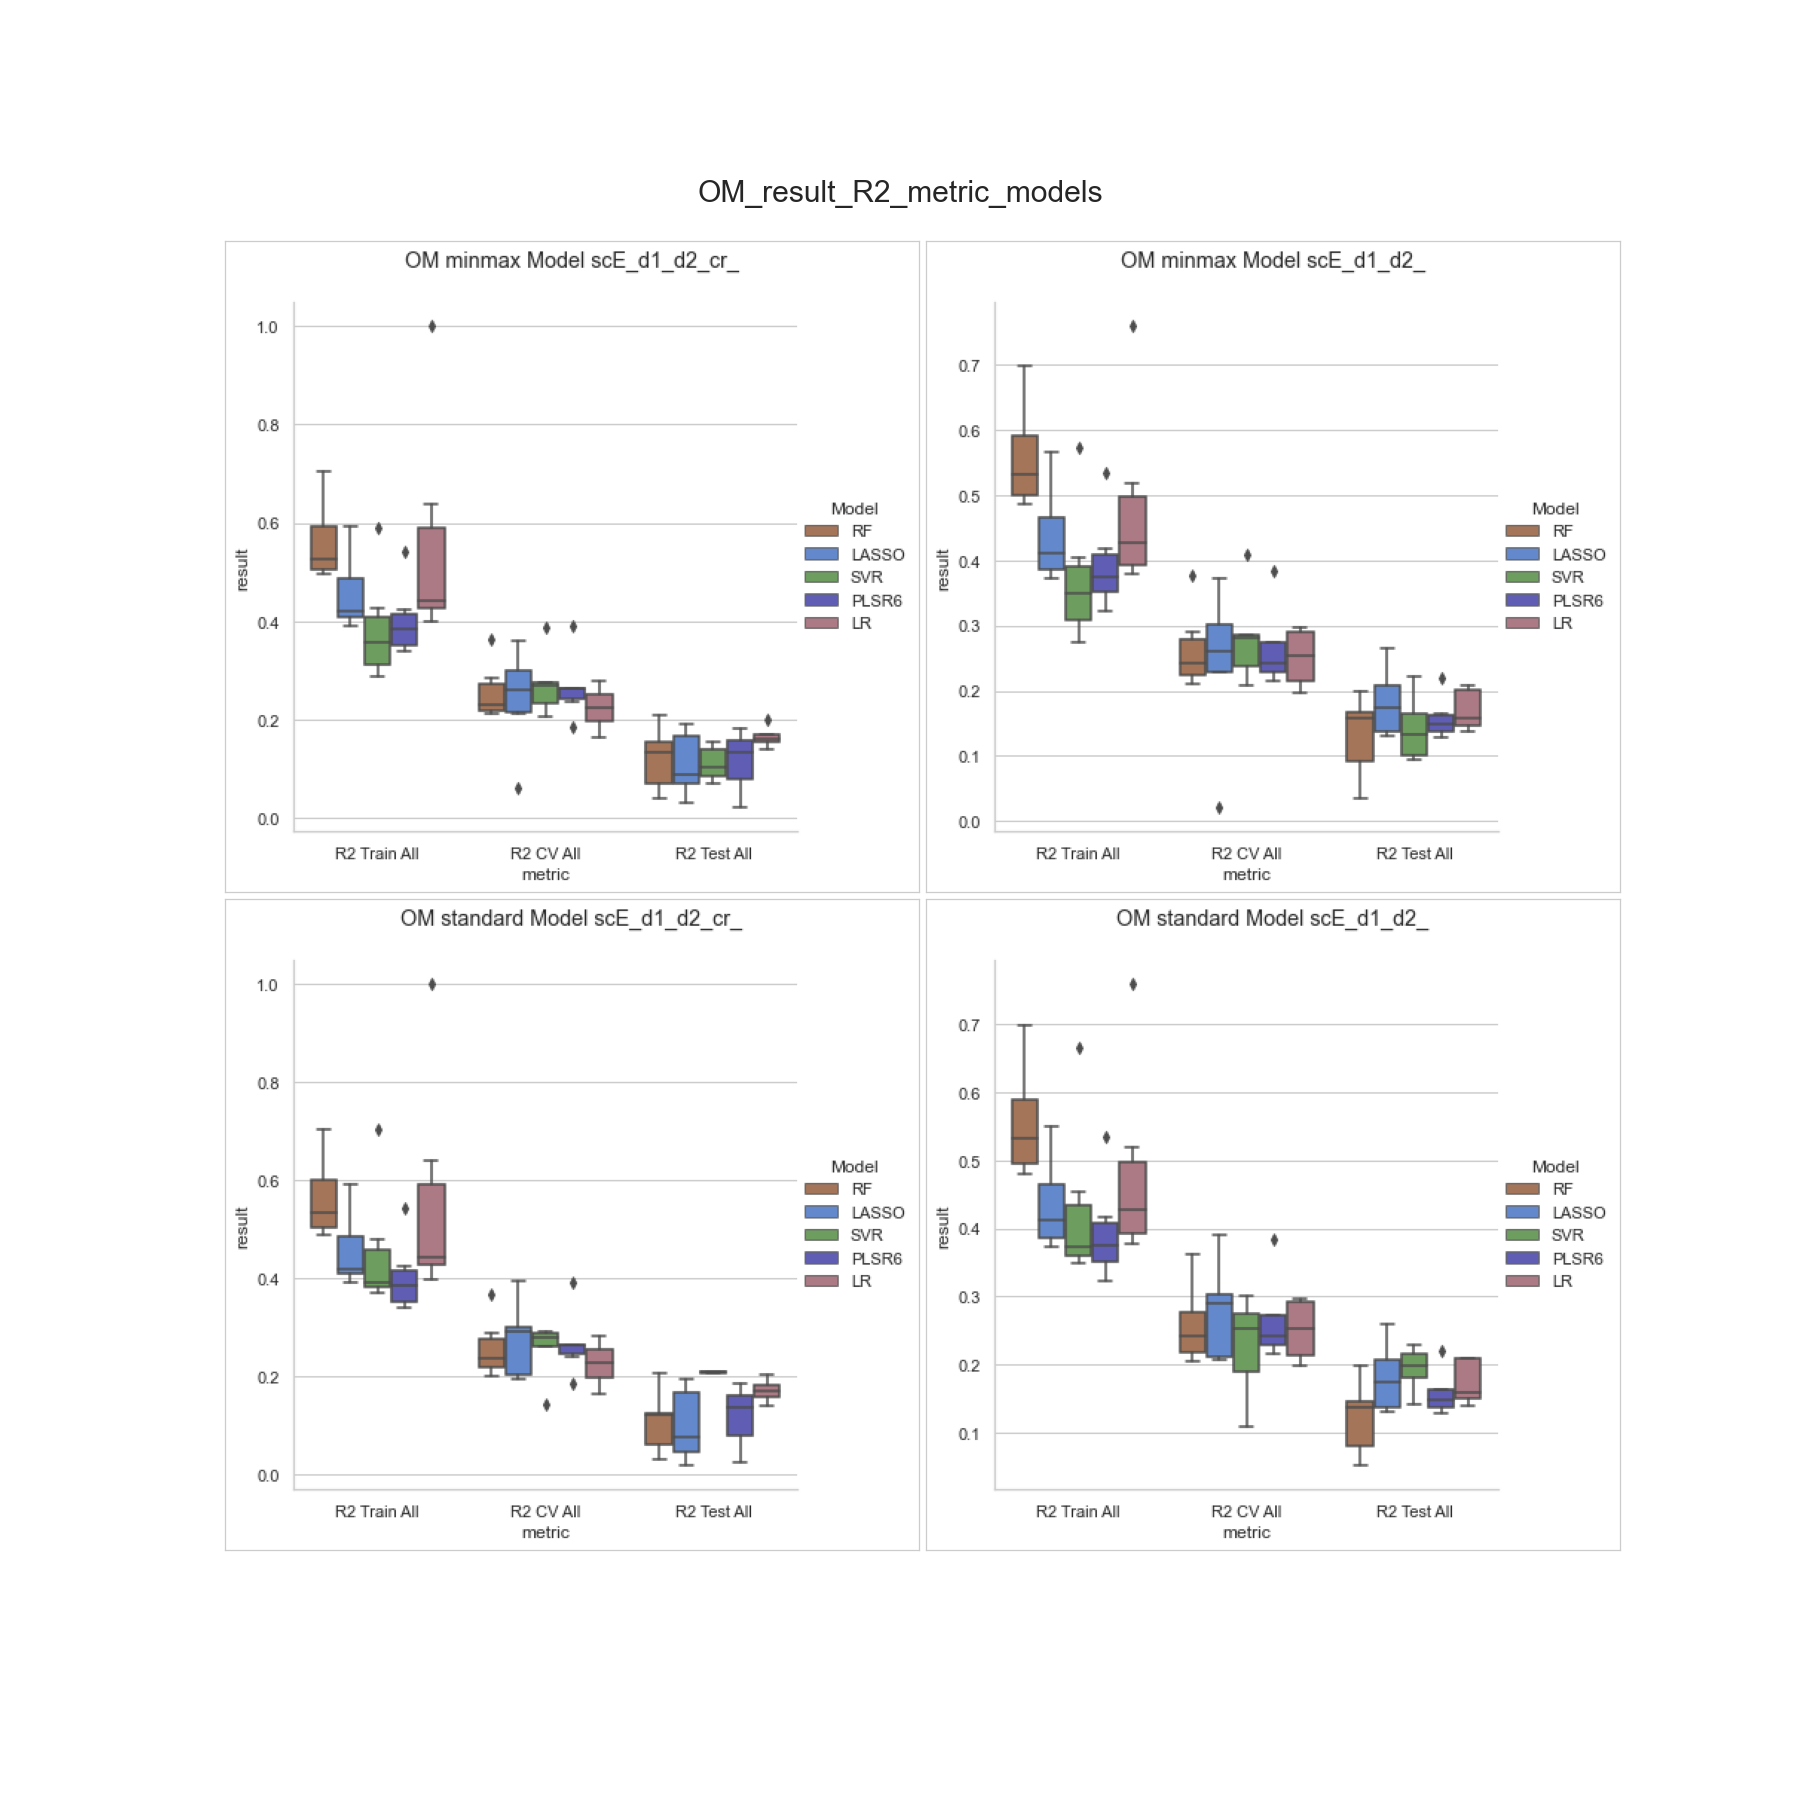 OM_result_R2_metric_models
OM minmax Model scE_d1_d2_cr_
1.0
0.8
0.6
0.4
0.2
0.0
result
R2 Train All
R2 CV All
R2 Test All
metric
Model
RF
LASSO
SVR
PLSR6
LR
OM minmax Model scE_d1_d2_
0.7
0.6
0.5
0.4
0.3
0.2
0.1
0.0
result
R2 Train All
R2 CV All
R2 Test All
metric
Model
RF
LASSO
SVR
PLSR6
LR
OM standard Model scE_d1_d2_cr_
1.0
0.8
0.6
0.4
0.2
0.0
result
R2 Train All
R2 CV All
R2 Test All
metric
Model
RF
LASSO
SVR
PLSR6
LR
OM standard Model scE_d1_d2_
0.7
0.6
0.5
0.4
0.3
0.2
0.1
result
R2 Train All
R2 CV All
R2 Test All
metric
Model
RF
LASSO
SVR
PLSR6
LR